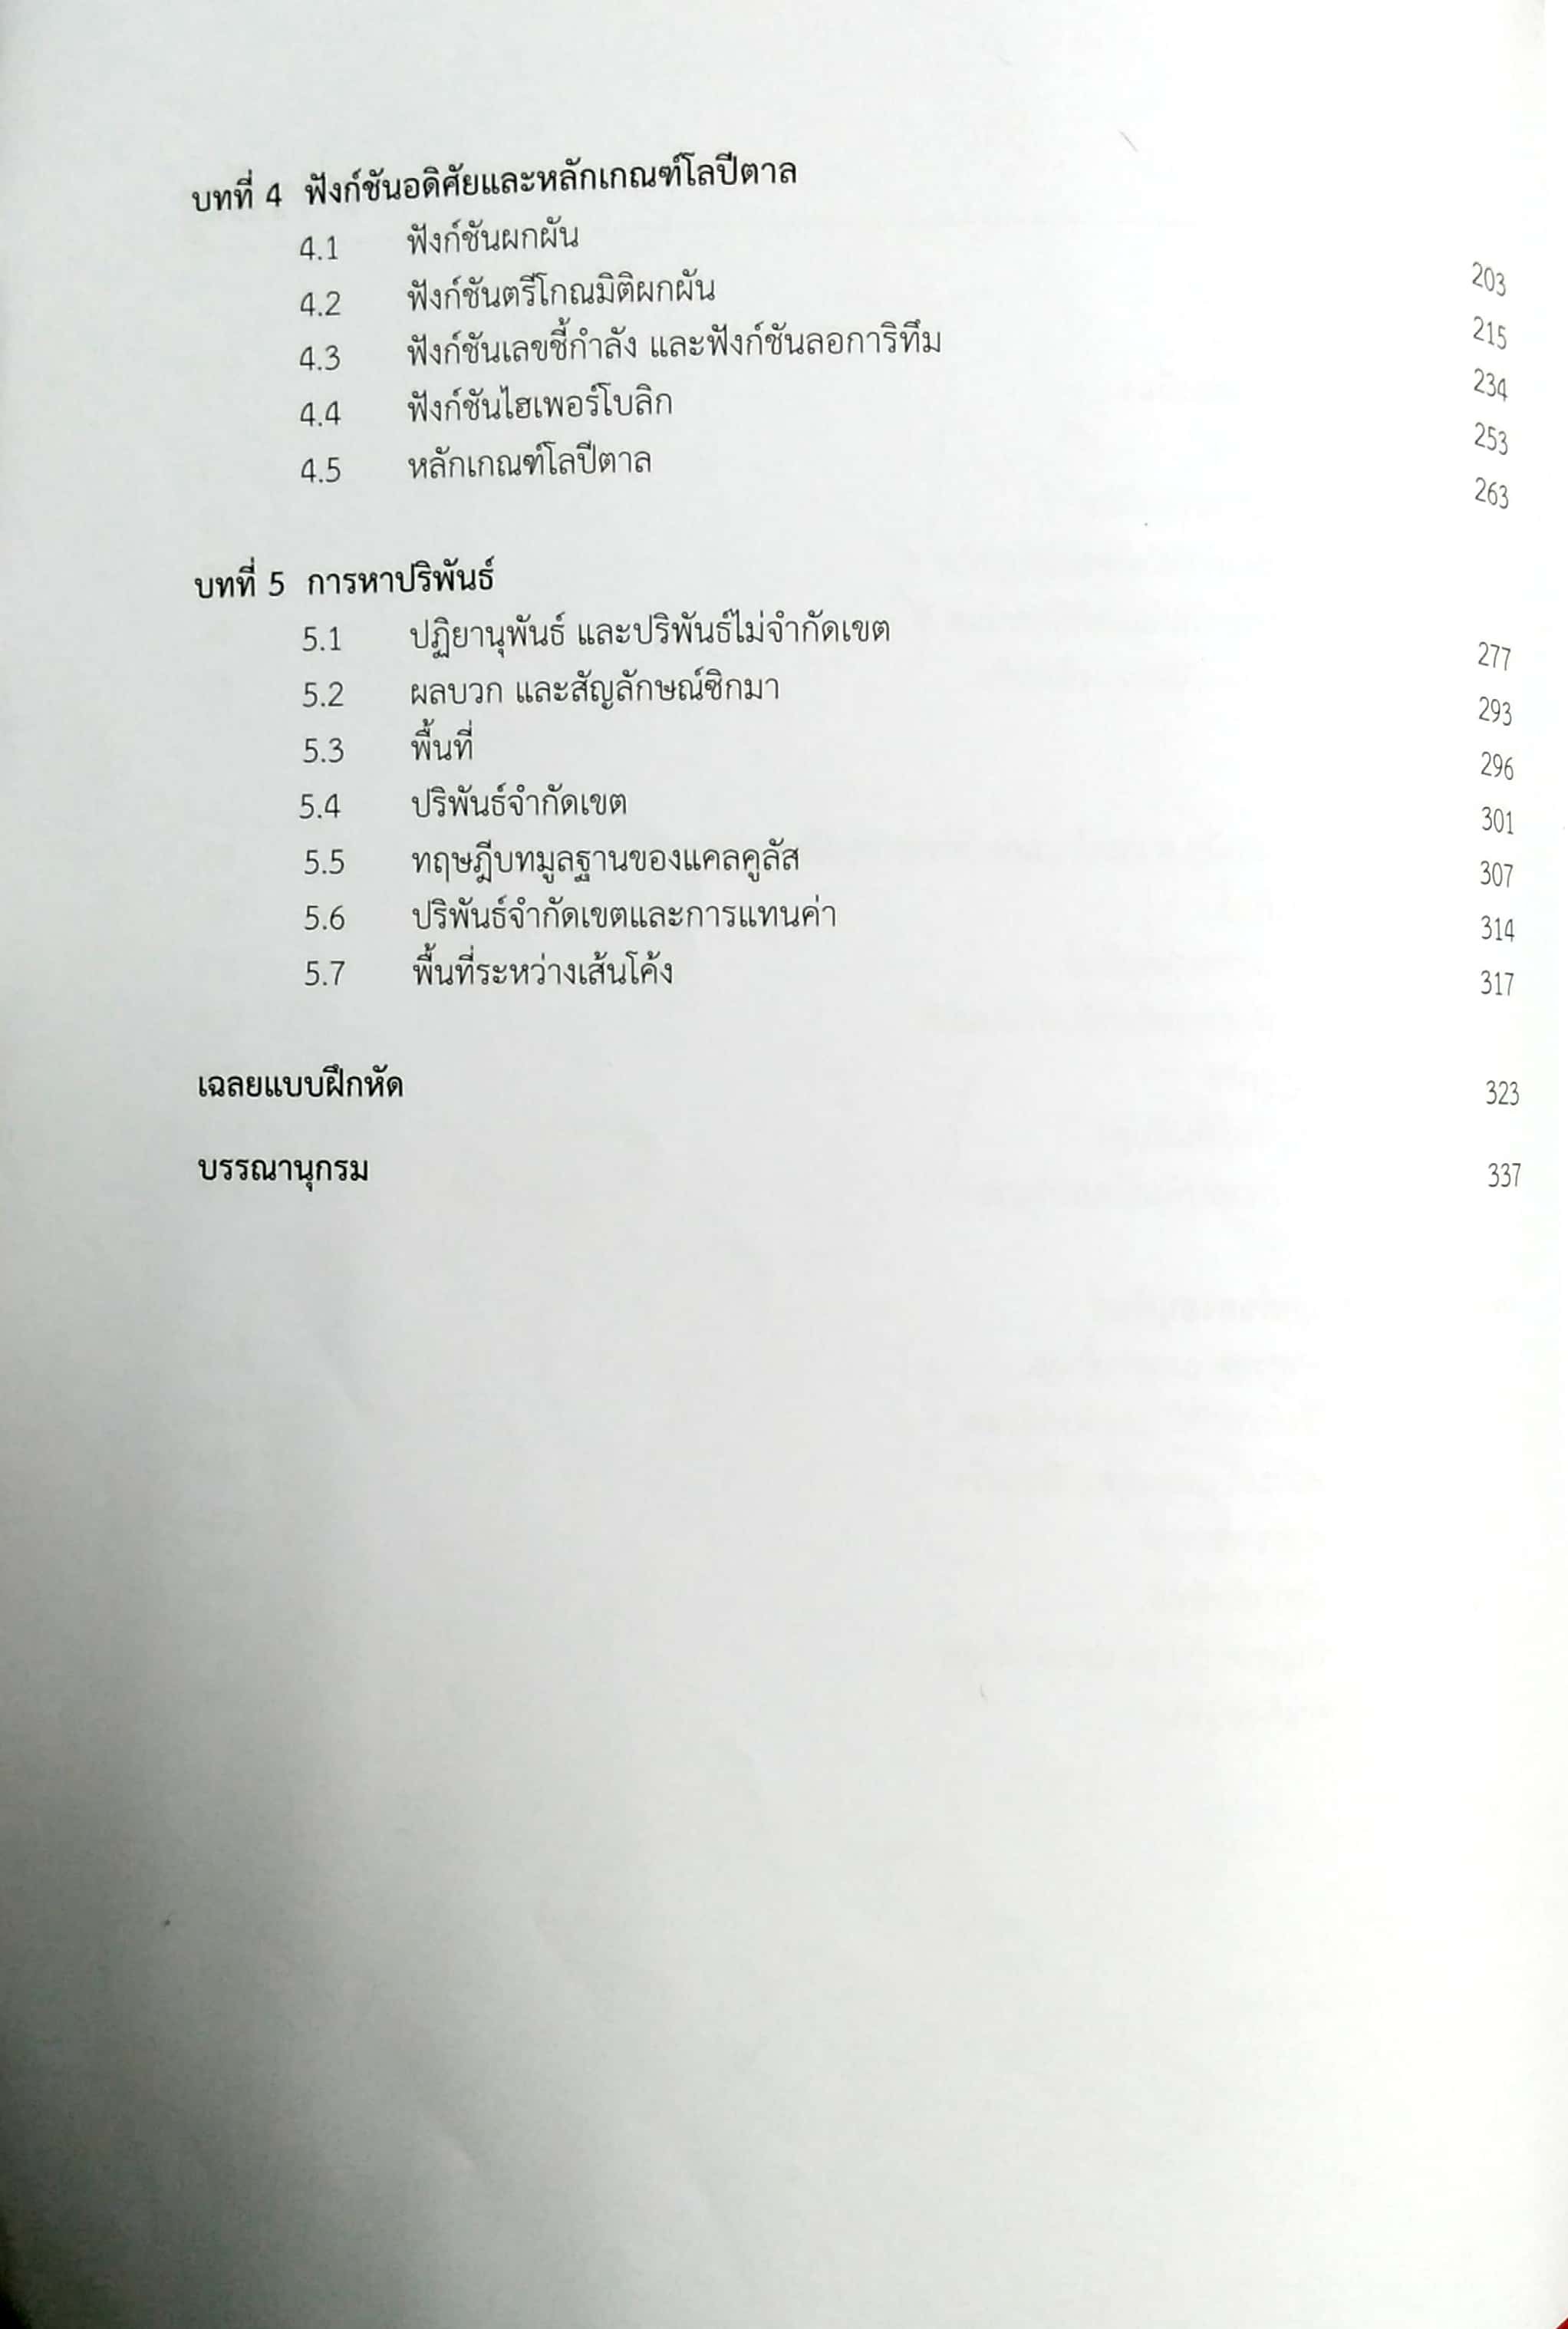 บทที่ 4 ฟังก์ชันอดิศัยและหลักเกณฑ์โลปีตาล
4.1 ฟังก์ชันผกผัน 203
4.2 ฟังก์ชันตรีโกณมิติผกผัน 215
4.3 ฟังก์ชันเลขชี้กำลัง และฟังก์ชันลอการิทึม 234
4.4 ฟังก์ชันไฮเพอร์โบลิก 253
4.5 หลักเกณฑ์โลปีตาล 263
บทที่ 5 การหาปริพันธ์
5.1 ปฏิยานุพันธ์ และปริพันธ์ไม่จำกัดเขต 277
5.2 ผลบวก และสัญลักษณ์ซิกมา 293
5.3 พื้นที่ 296
5.4 ปริพันธ์จำกัดเขต 301
5.5 ทฤษฎีบทมูลฐานของแคลคูลัส 307
5.6 ปริพันธ์จำกัดเขตและการแทนค่า 314
5.7 พื้นที่ระหว่างเส้นโค้ง 317
เฉลยแบบฝึกหัด 323
บรรณานุกรม 337